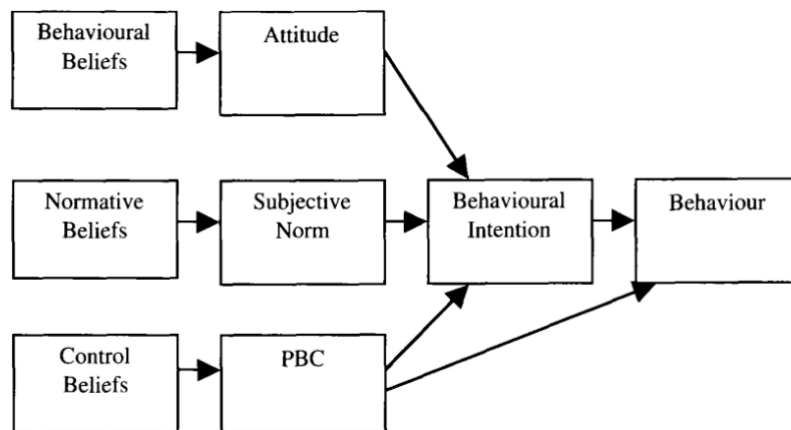 Behavioural
Beliefs
Attitude
Normative
Beliefs
Subjective
Norm
Behavioural
Intention
Behaviour
Control
Beliefs
PBC